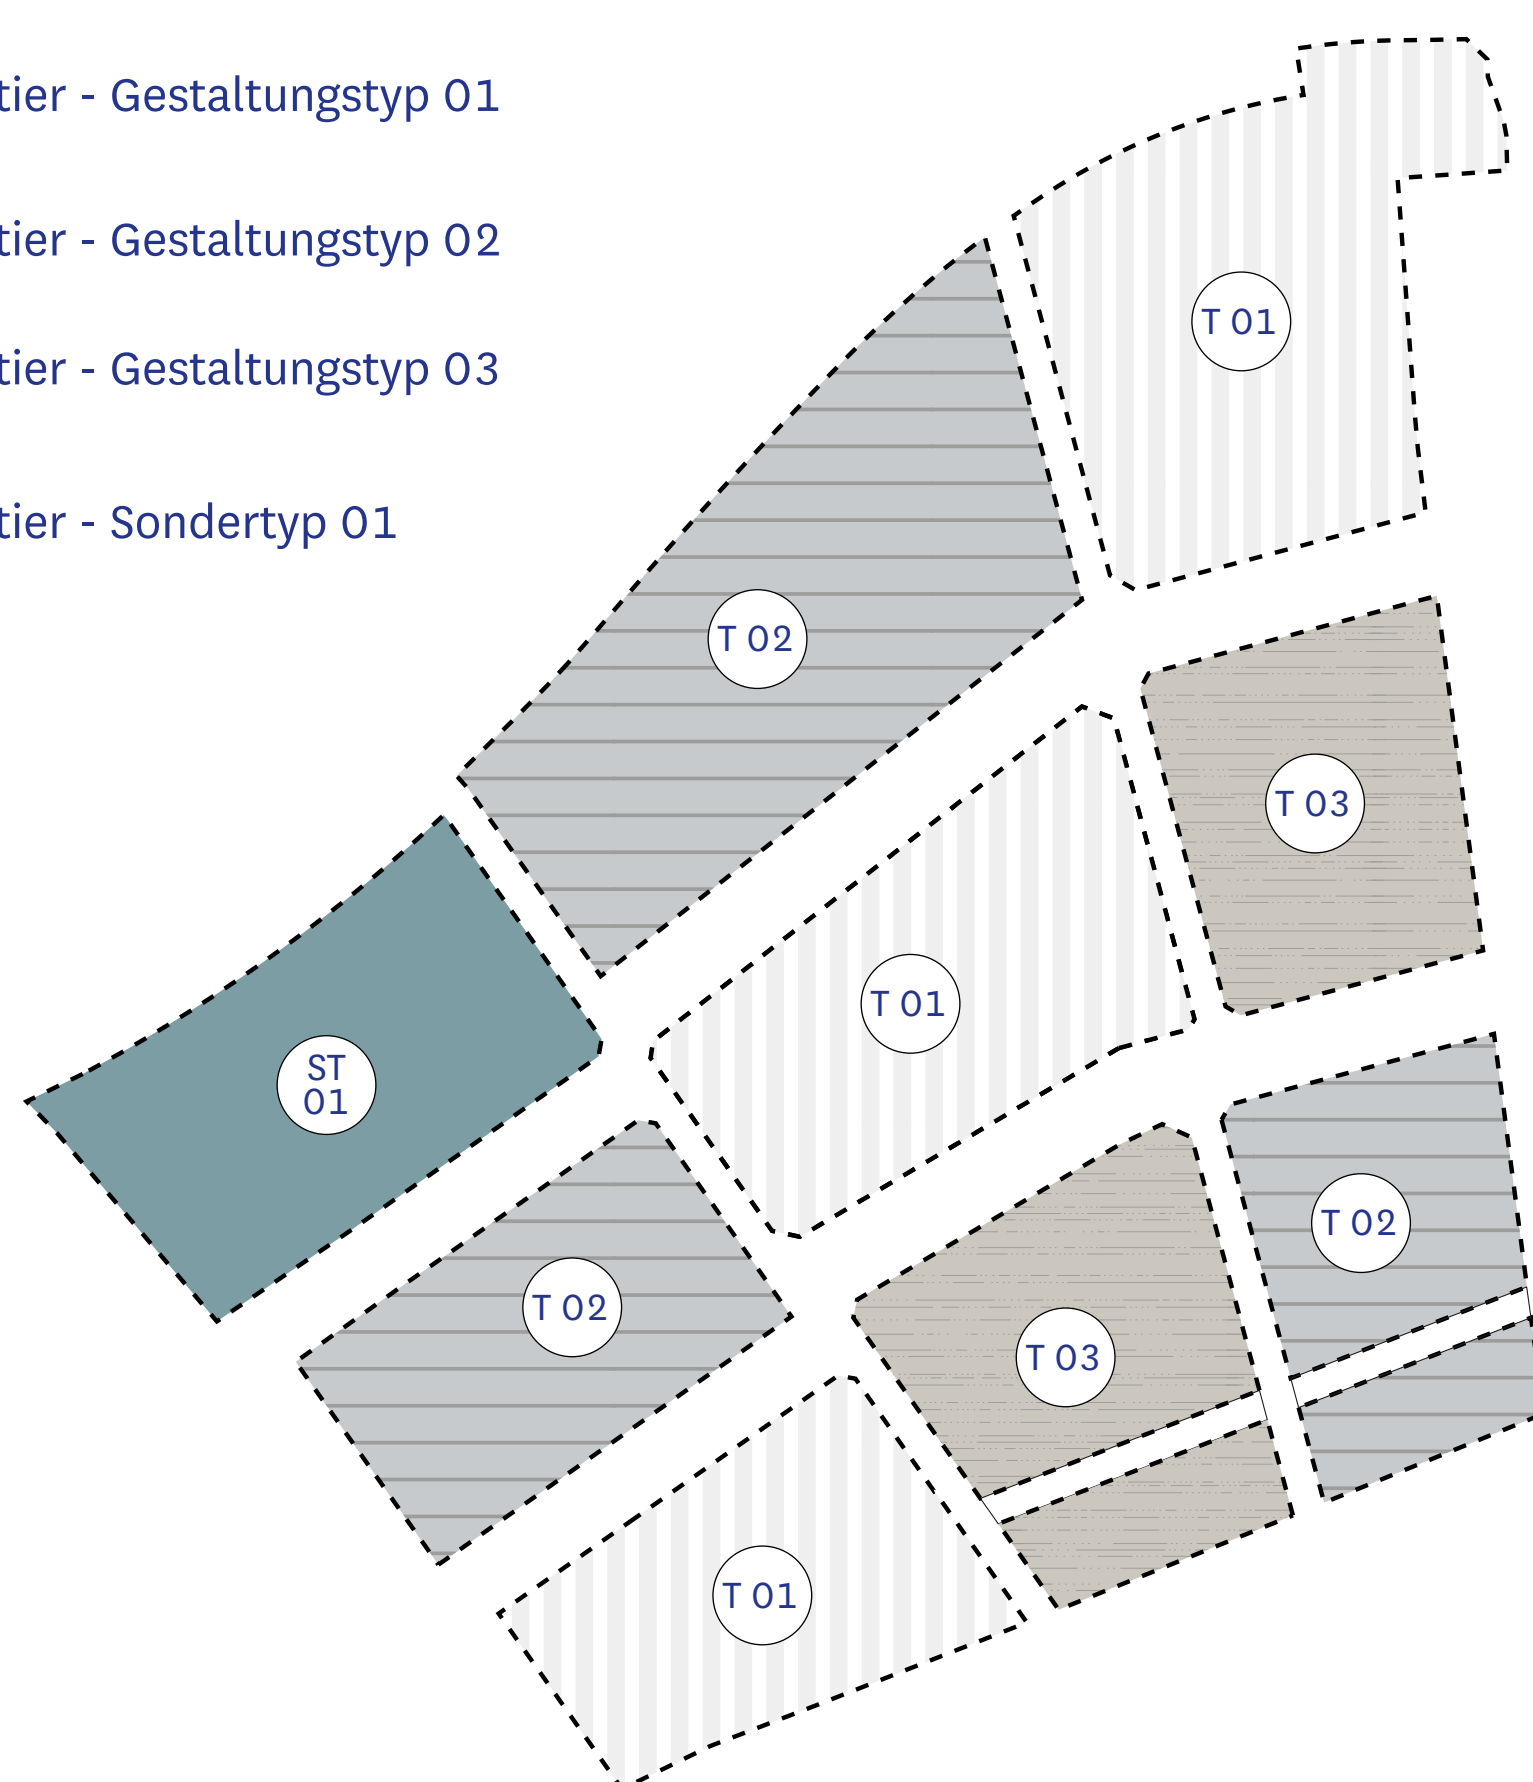 tier - Gestaltungstyp 01
tier - Gestaltungstyp 02
tier - Gestaltungstyp 03
tier - Sondertyp 01
T 01
T 02
T 03
T 01
ST
01
T 02
T 02
T 03
T 01